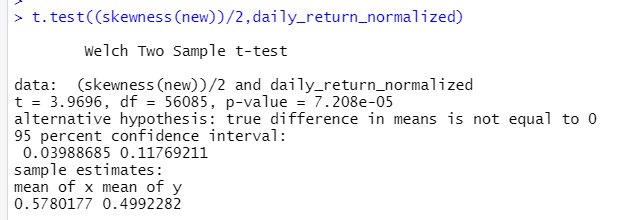 >
> t.test((skewness(new))/2,daily_return_normalized)
Welch Two Sample t-test
data:  (skewness(new))/2 and daily_return_normalized
t = 3.9696, df = 56085, p-value = 7.208e-05
alternative hypothesis: true difference in means is not equal to 0
95 percent confidence interval:
 0.03988685 0.11769211
sample estimates:
mean of x mean of y
0.5780177 0.4992282